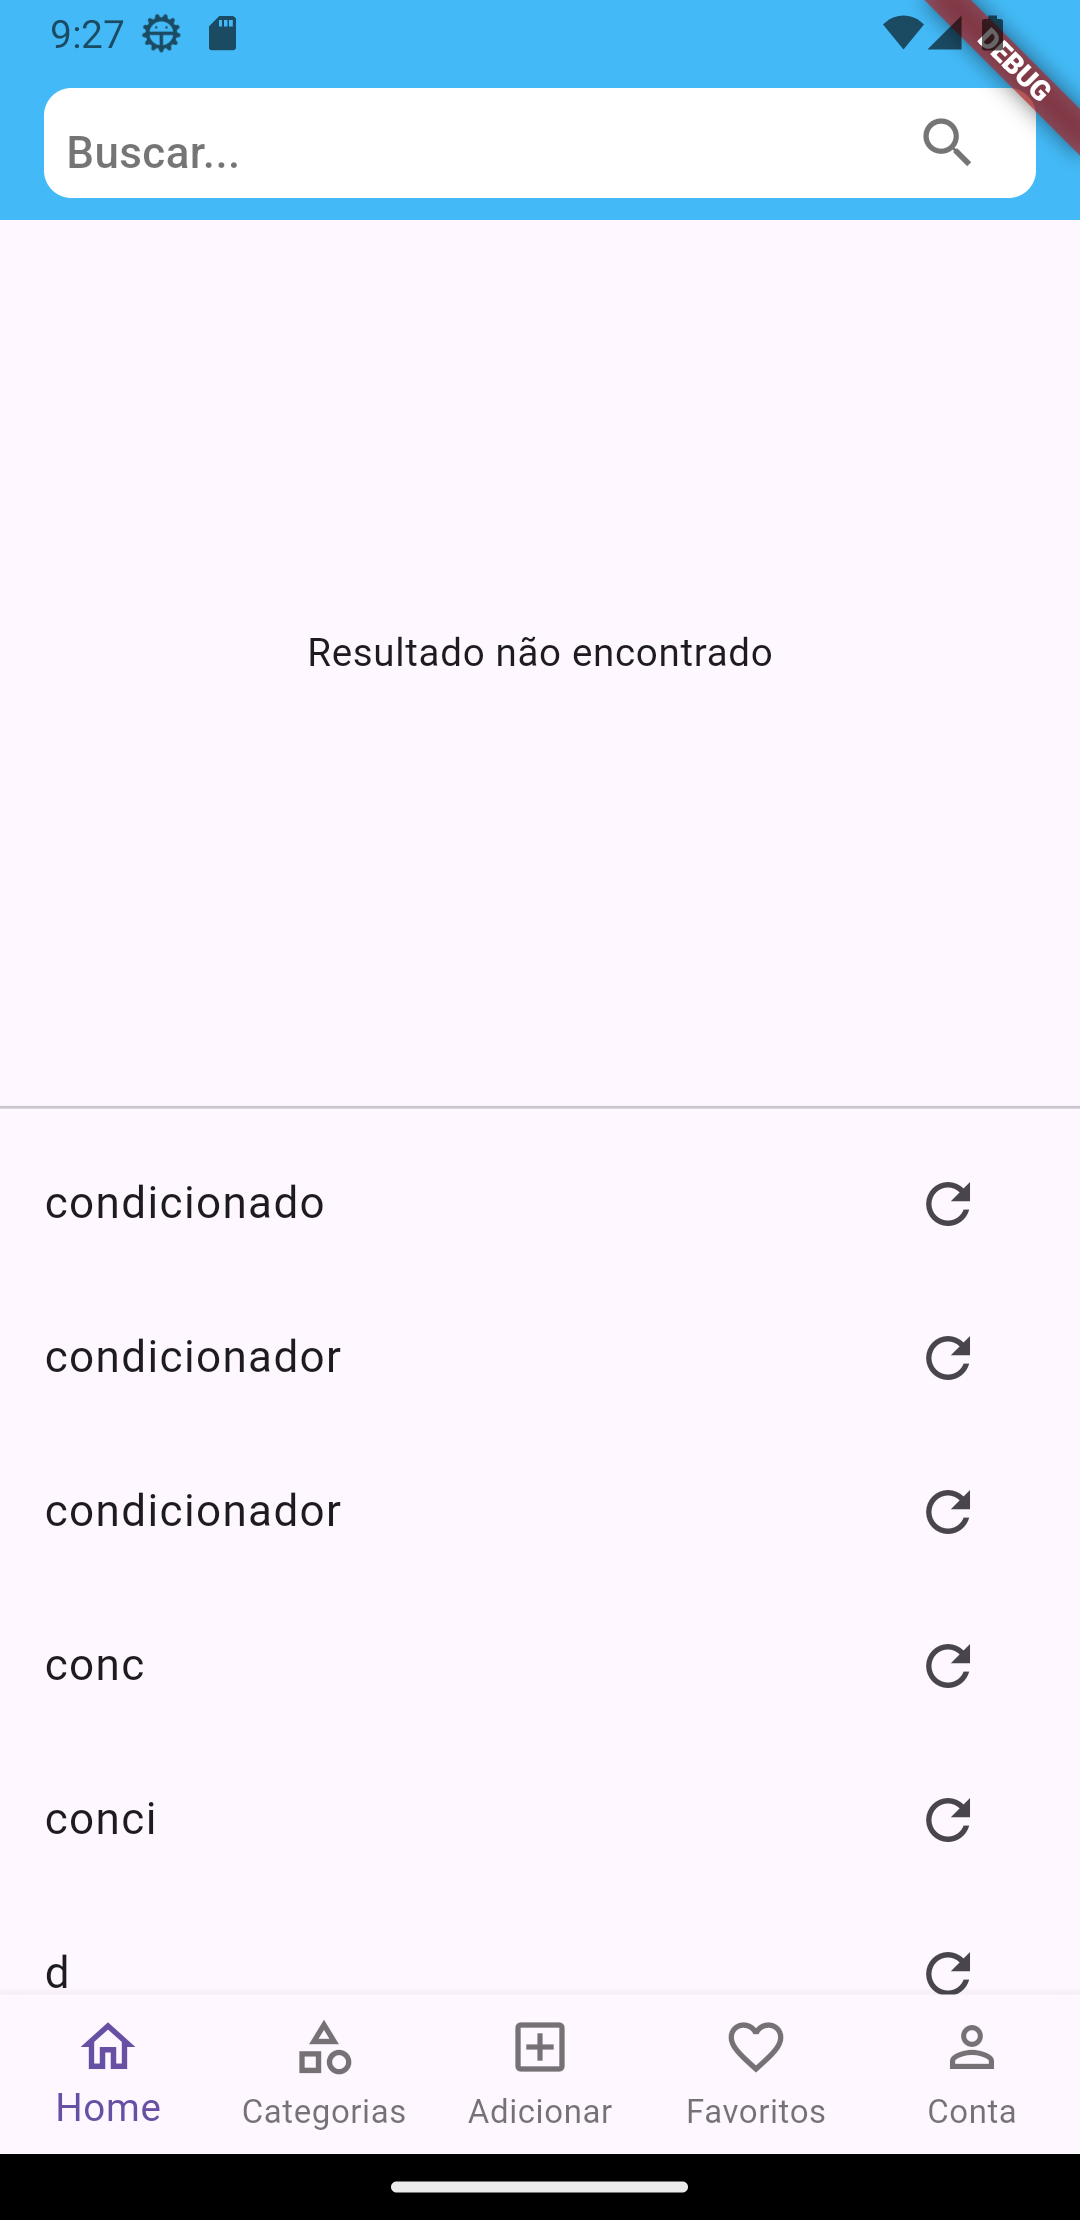 9:27
DEBUG
Buscar...
Resultado não encontrado
condicionado
condicionador
condicionador
conc
conci
d
Home
Categorias
Adicionar
Favoritos
Conta